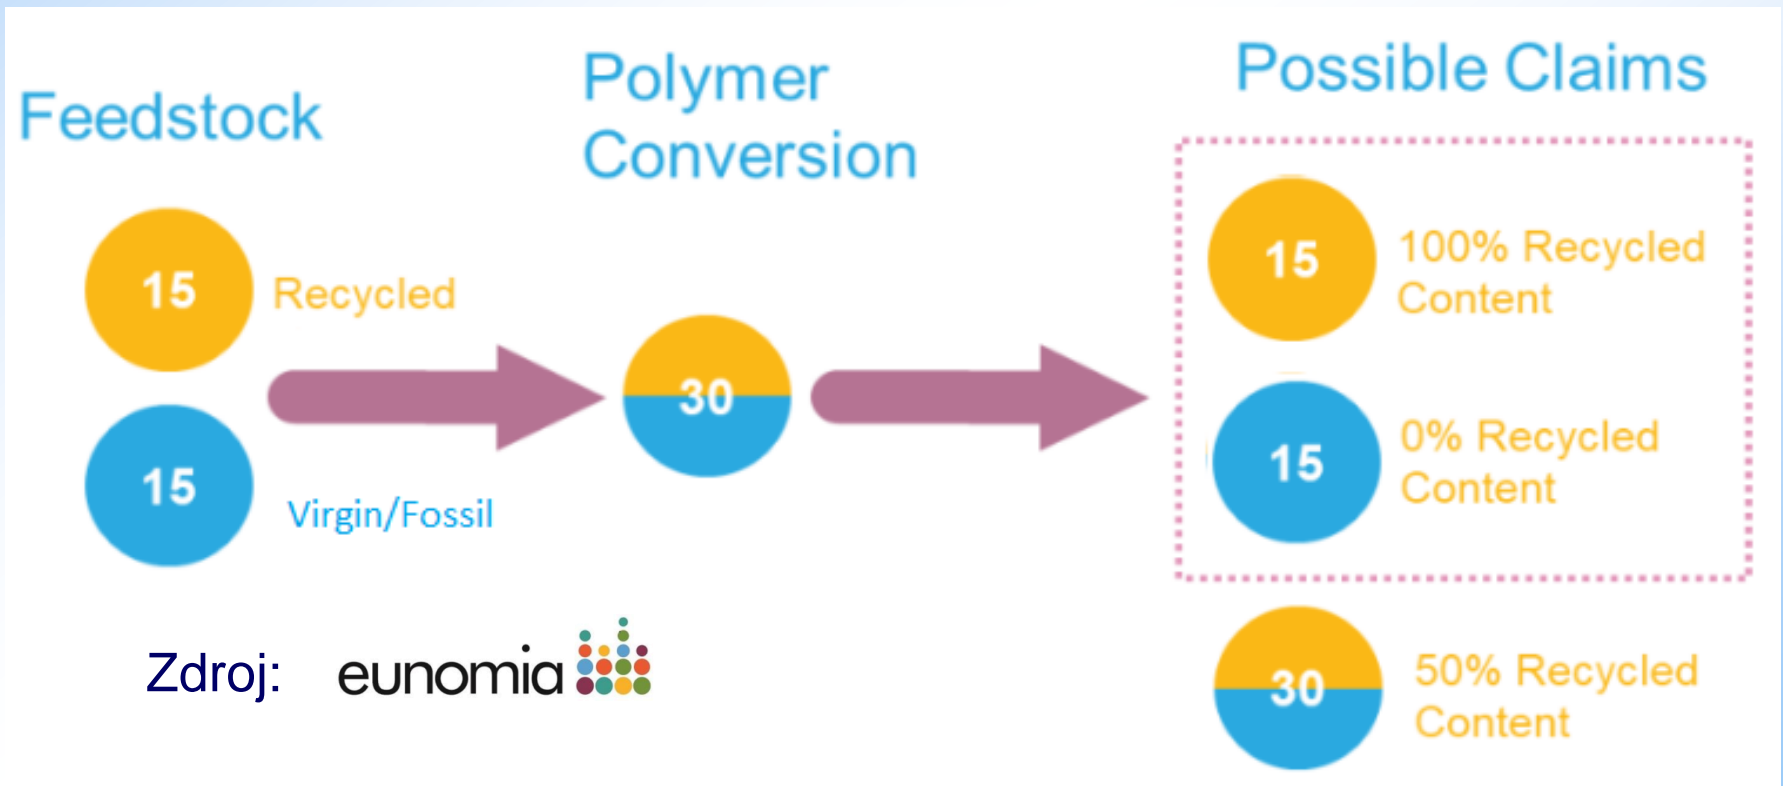 Feedstock
Polymer
Conversion
Possible Claims
15
Recycled
15
Virgin/Fossil
30
15
100% Recycled
Content
15
0% Recycled
Content
30
50% Recycled
Content
Zdroj:
eunomia